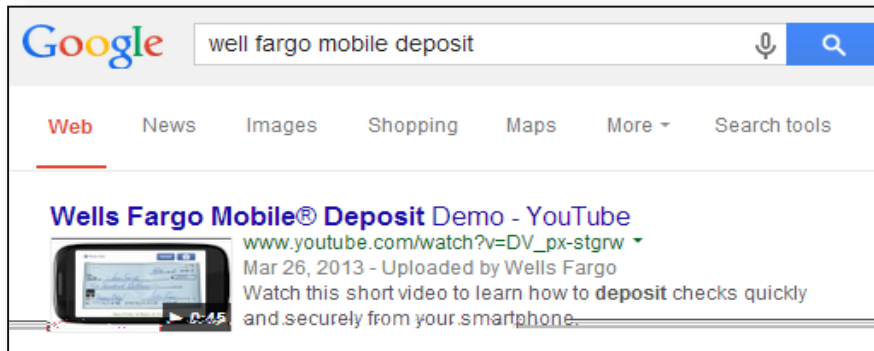 Google well fargo mobile deposit
Web News Images Shopping Maps More Search tools
Wells Fargo Mobile® Deposit Demo - YouTube
www.youtube.com/watch?v=DV_px-stgrw
Mar 26, 2013 - Uploaded by Wells Fargo
Watch this short video to learn how to deposit checks quickly
0:45 and securely from your smartphone.